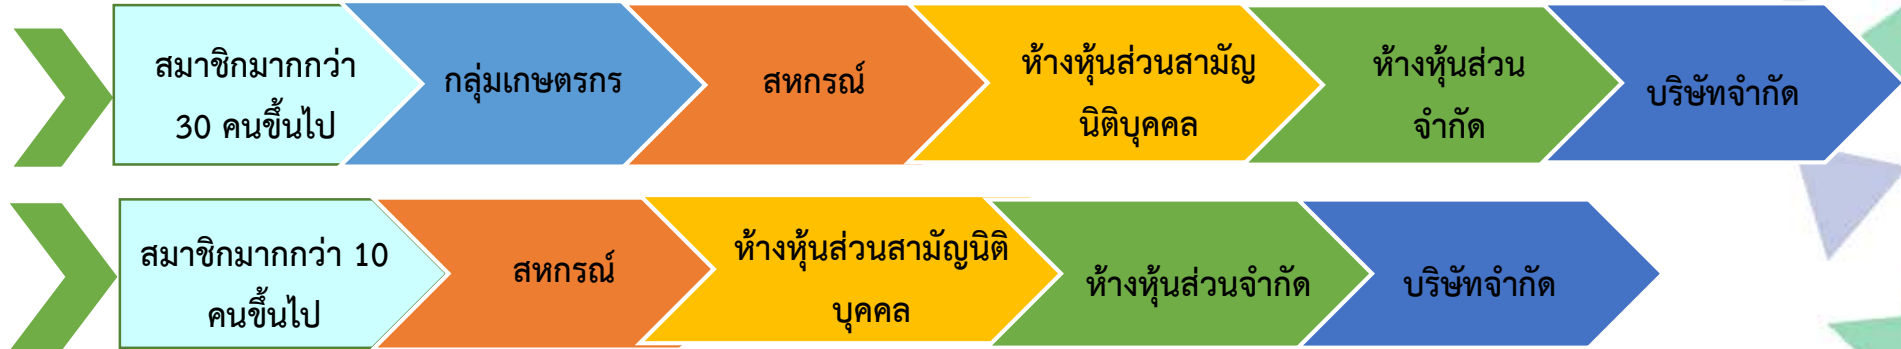 สมาชิกมากกว่า
30 คนขึ้นไป
กลุ่มเกษตรกร
สหกรณ์
ห้างหุ้นส่วนสามัญ
นิติบุคคล
ห้างหุ้นส่วน
จำกัด
บริษัทจำกัด
สมาชิกมากกว่า 10
คนขึ้นไป
สหกรณ์
ห้างหุ้นส่วนสามัญนิติ
บุคคล
ห้างหุ้นส่วนจำกัด
บริษัทจำกัด